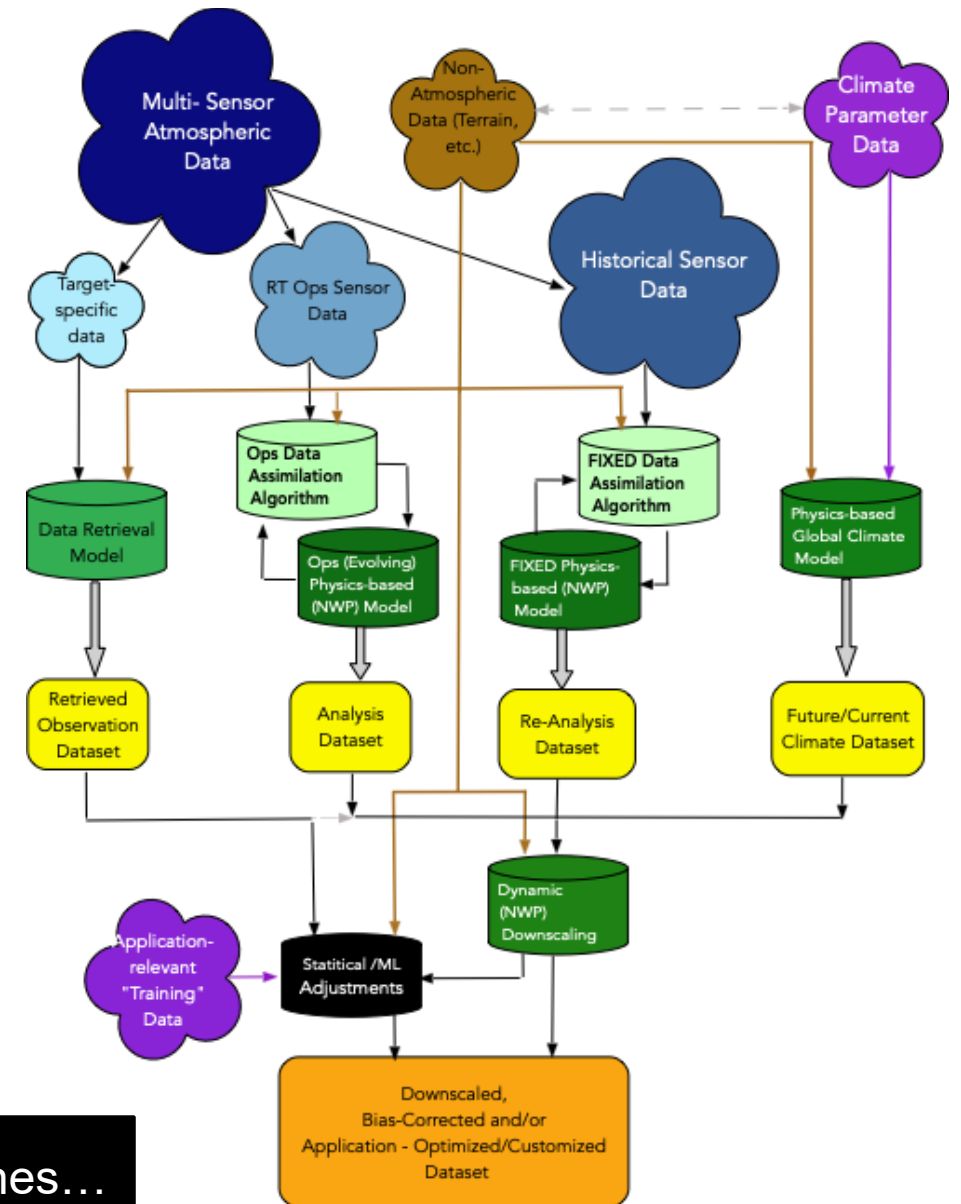 Multi- Sensor
Atmospheric
Data
Non-
Atmospheric
Data (Terrain,
etc.)
Climate
Parameter
Data
Target-
specific
data
RT Ops Sensor
Data
Historical Sensor
Data
Ops Data
Assimilation
Algorithm
FIXED Data
Assimilation
Algorithm
Data Retrieval
Model
Ops (Evolving)
Physics-based
(NWP) Model
FIXED Physics-
based (NWP)
Model
Physics-based
Global Climate
Model
Retrieved
Observation
Dataset
Analysis
Dataset
Re-Analysis
Dataset
Future/Current
Climate Dataset
Dynamic
(NWP)
Downscaling
Application-
relevant
"Training"
Data
Statitical /ML
Adjustments
Downscaled,
Bias-Corrected and/or
Application - Optimized/Customized
Dataset